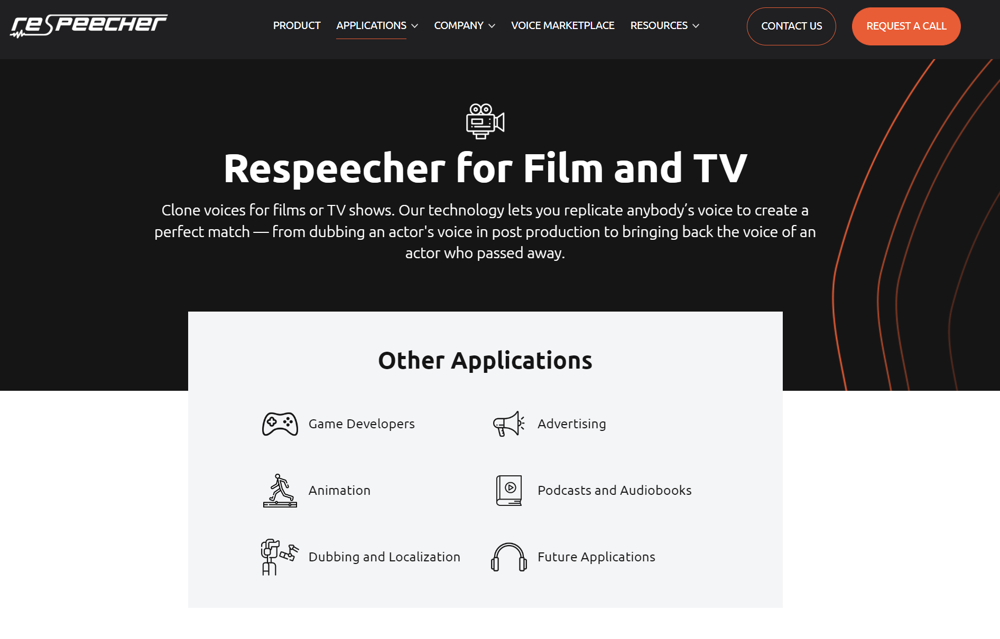 reSpeecher
PRODUCT
APPLICATIONS
COMPANY
VOICE MARKETPLACE
RESOURCES
CONTACT US
REQUEST A CALL
Respeecher for Film and TV
Clone voices for films or TV shows. Our technology lets you replicate anybody’s voice to create a
perfect match — from dubbing an actor's voice in post production to bringing back the voice of an
actor who passed away.
Other Applications
Game Developers
Advertising
Animation
Podcasts and Audiobooks
Dubbing and Localization
Future Applications